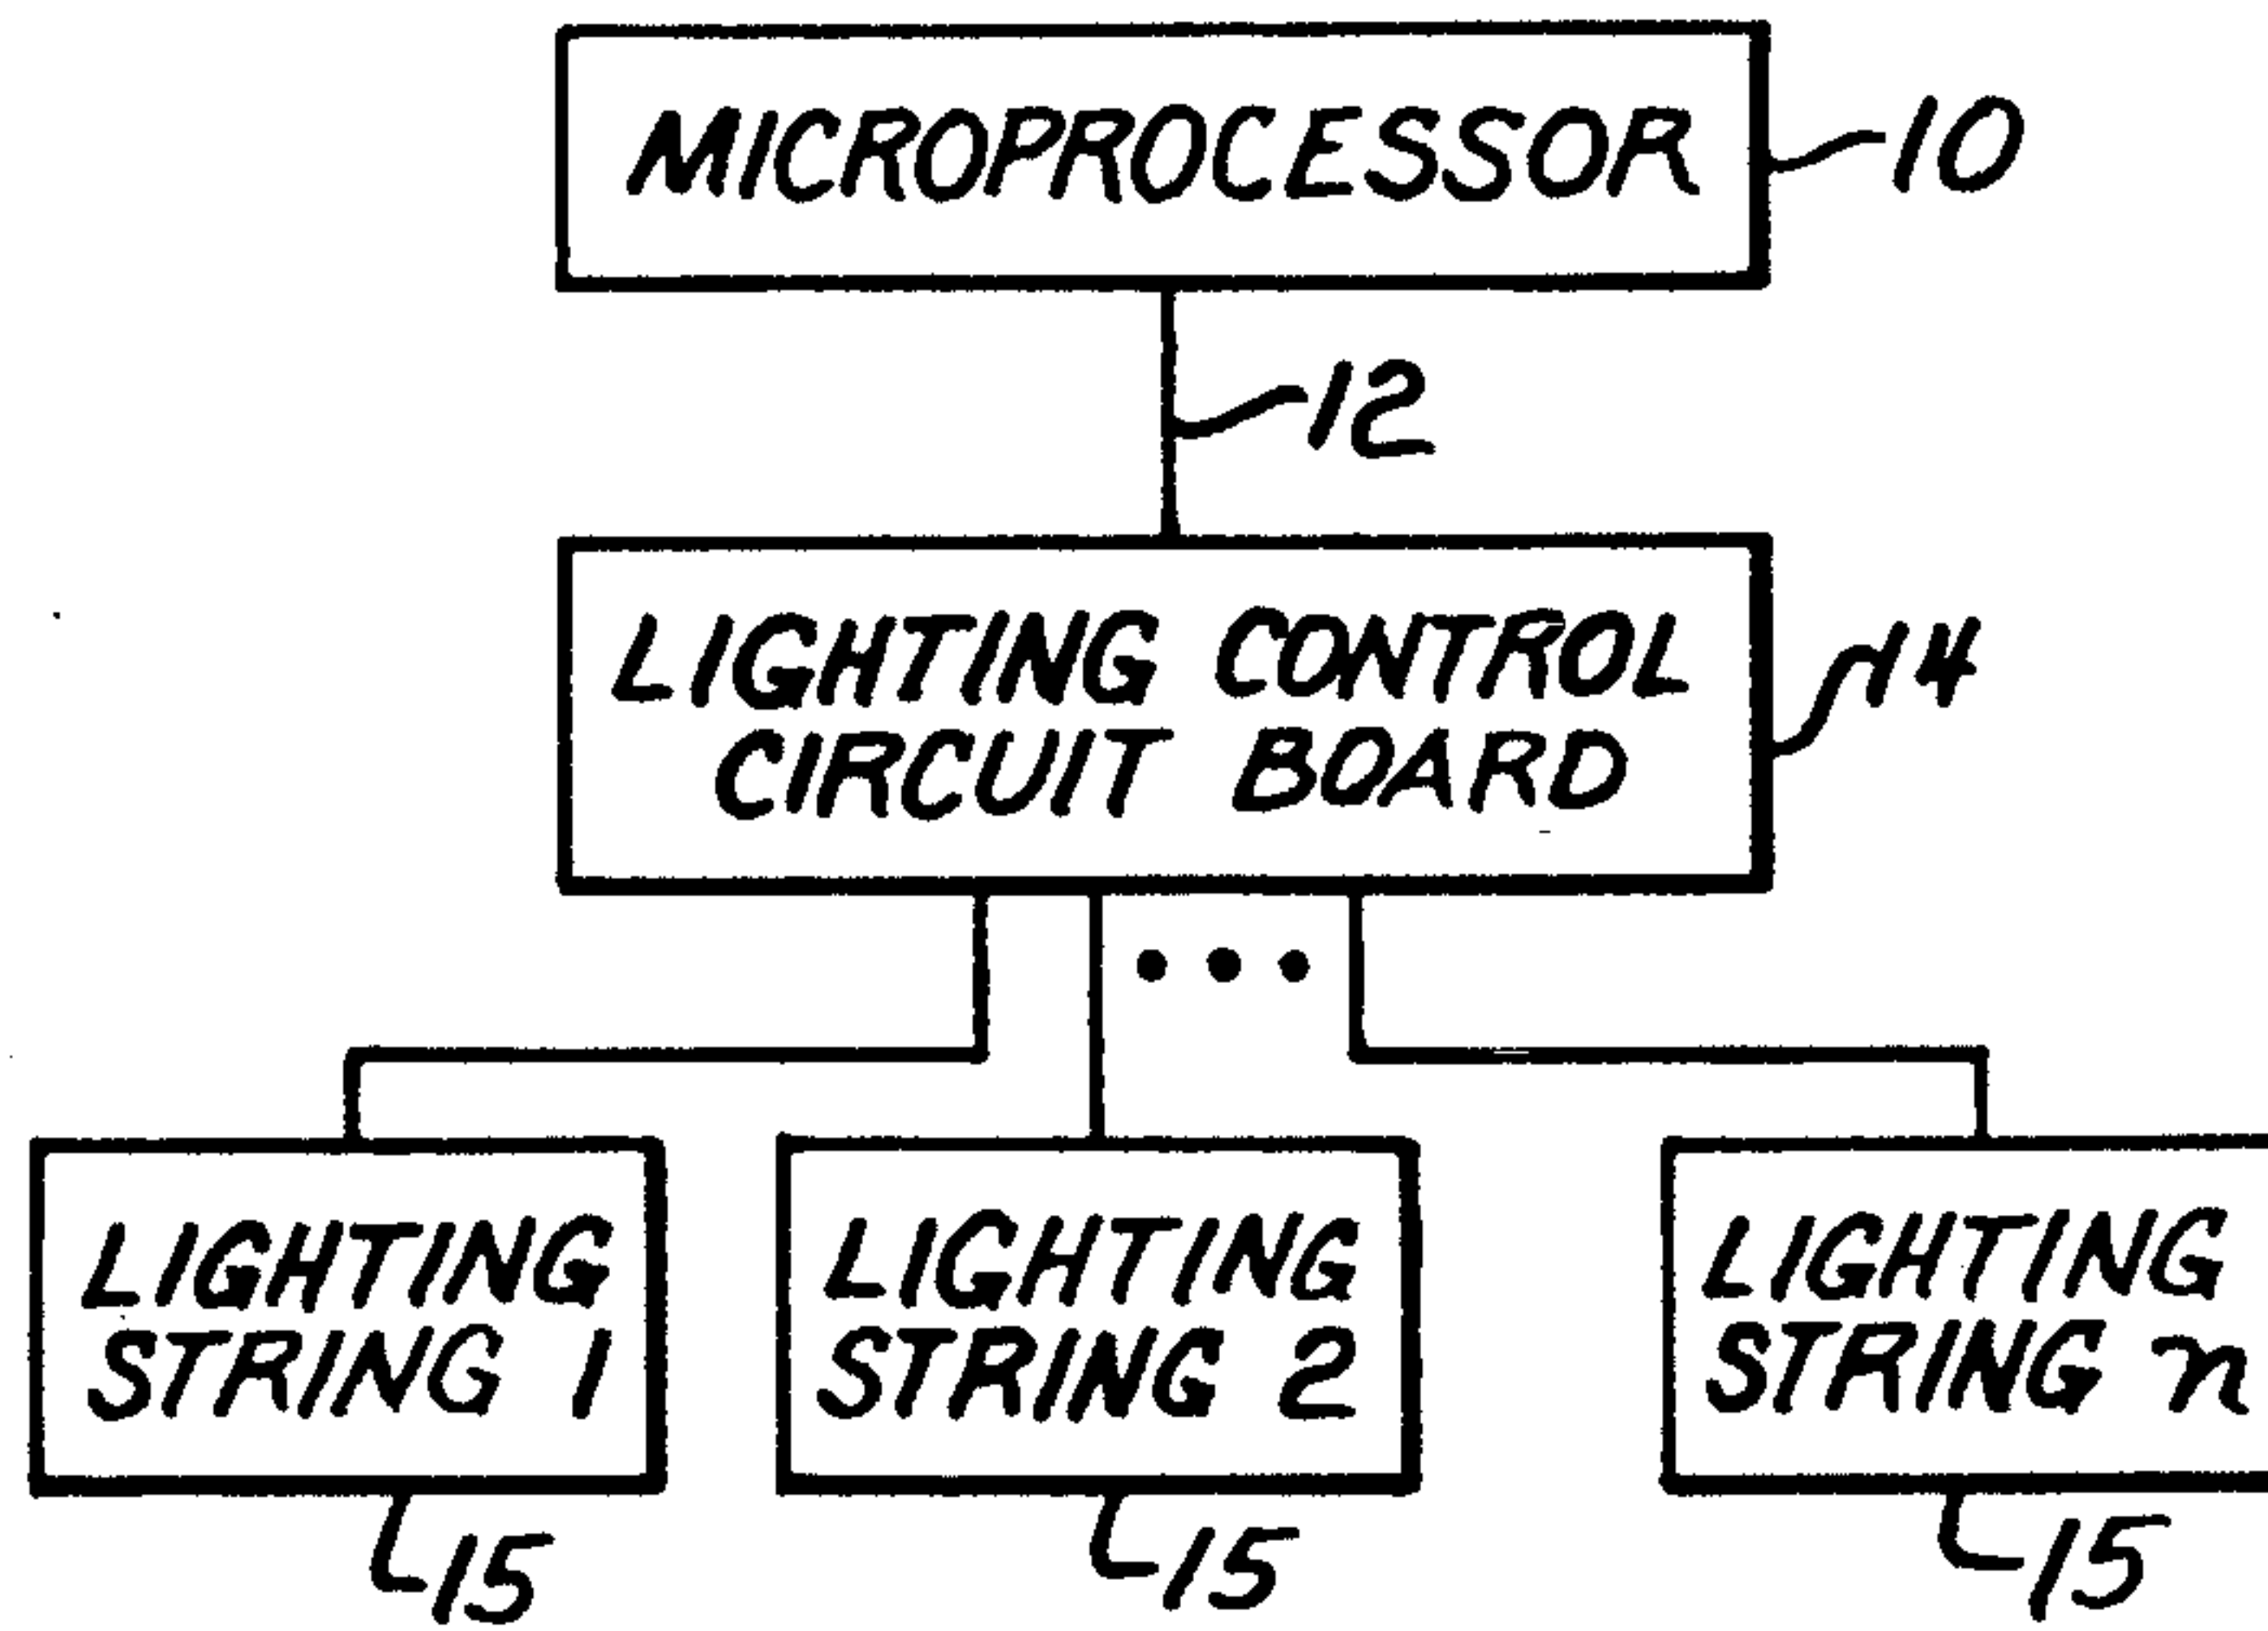 MICROPROCESSOR
10
12
LIGHTING CONTROL
CIRCUIT BOARD
14
LIGHTING
STRING 1
LIGHTING
STRING 2
LIGHTING
STRING n
15
15
15